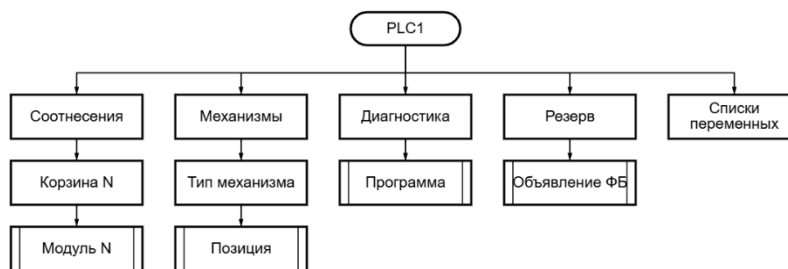 PLC1
Соотнесения
Механизмы
Диагностика
Резерв
Списки
переменных
Корзина N
Тип механизма
Программа
Объявление ФБ
Модуль N
Позиция